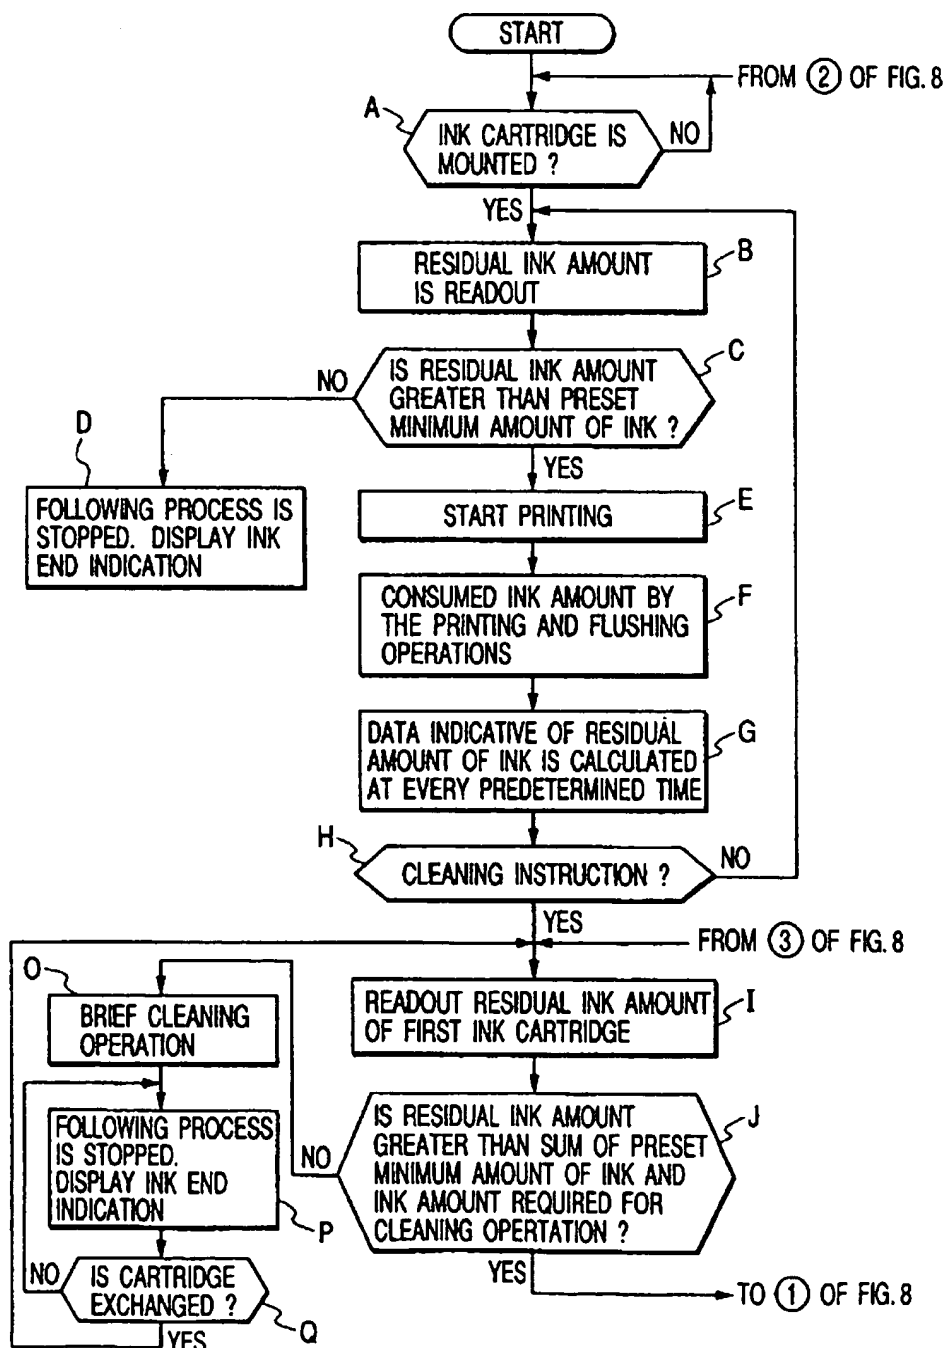 START
FROM 2 OF FIG. 8
A
INK CARTRIDGE IS
MOUNTED ?
NO
YES
B
RESIDUAL INK AMOUNT
IS READOUT
C
IS RESIDUAL INK AMOUNT
GREATER THAN PRESET
MINIMUM AMOUNT OF INK ?
NO
YES
D
FOLLOWING PROCESS IS
STOPPED. DISPLAY INK
END INDICATION
E
START PRINTING
F
CONSUMED INK AMOUNT BY
THE PRINTING AND FLUSHING
OPERATIONS
G
DATA INDICATIVE OF RESIDUAL
AMOUNT OF INK IS CALCULATED
AT EVERY PREDETERMINED TIME
H
CLEANING INSTRUCTION ?
NO
YES
FROM 3 OF FIG. 8
I
READOUT RESIDUAL INK AMOUNT
OF FIRST INK CARTRIDGE
J
IS RESIDUAL INK AMOUNT
GREATER THAN SUM OF PRESET
MINIMUM AMOUNT OF INK AND
INK AMOUNT REQUIRED FOR
CLEANING OPERTATION ?
NO
YES
TO 1 OF FIG. 8
O
BRIEF CLEANING
OPERATION
FOLLOWING PROCESS
IS STOPPED.
DISPLAY INK END
INDICATION
P
NO
IS CARTRIDGE
EXCHANGED ?
Q
YES